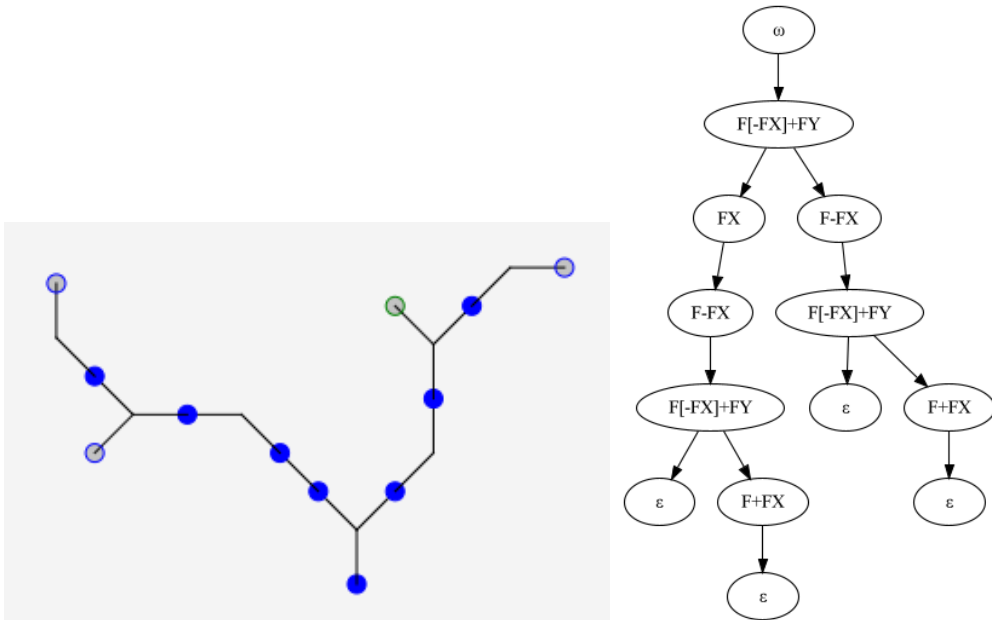 ω
F[-FX]+FY
FX F-FX
F-FX F[-FX]+FY
F[-FX]+FY ε F+FX
ε F+FX ε
ε